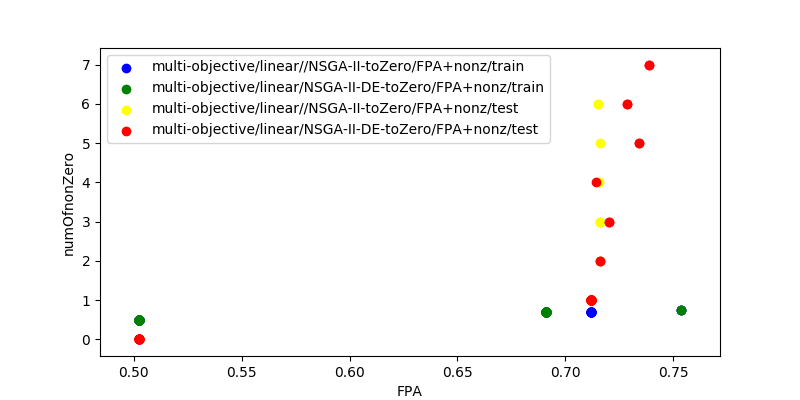 multi-objective/linear//NSGA-II-toZero/FPA+nonz/train
multi-objective/linear/NSGA-II-DE-toZero/FPA+nonz/train
multi-objective/linear//NSGA-II-toZero/FPA+nonz/test
multi-objective/linear/NSGA-II-DE-toZero/FPA+nonz/test
numOfnonZero
7
6
5
4
3
2
1
0
0.50 0.55 0.60 0.65 0.70 0.75
FPA